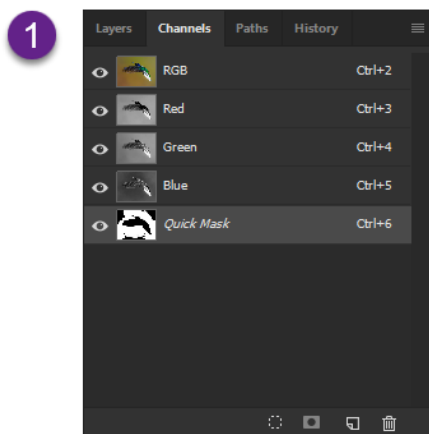 1
Layers Channels Paths History
RGB Ctrl+2
Red Ctrl+3
Green Ctrl+4
Blue Ctrl+5
Quick Mask Ctrl+6